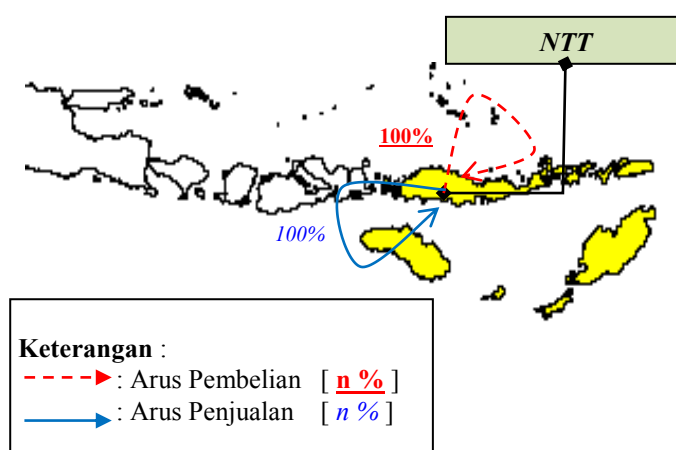 NTT
100%
100%
Keterangan :
: Arus Pembelian [ n % ]
: Arus Penjualan [ n % ]